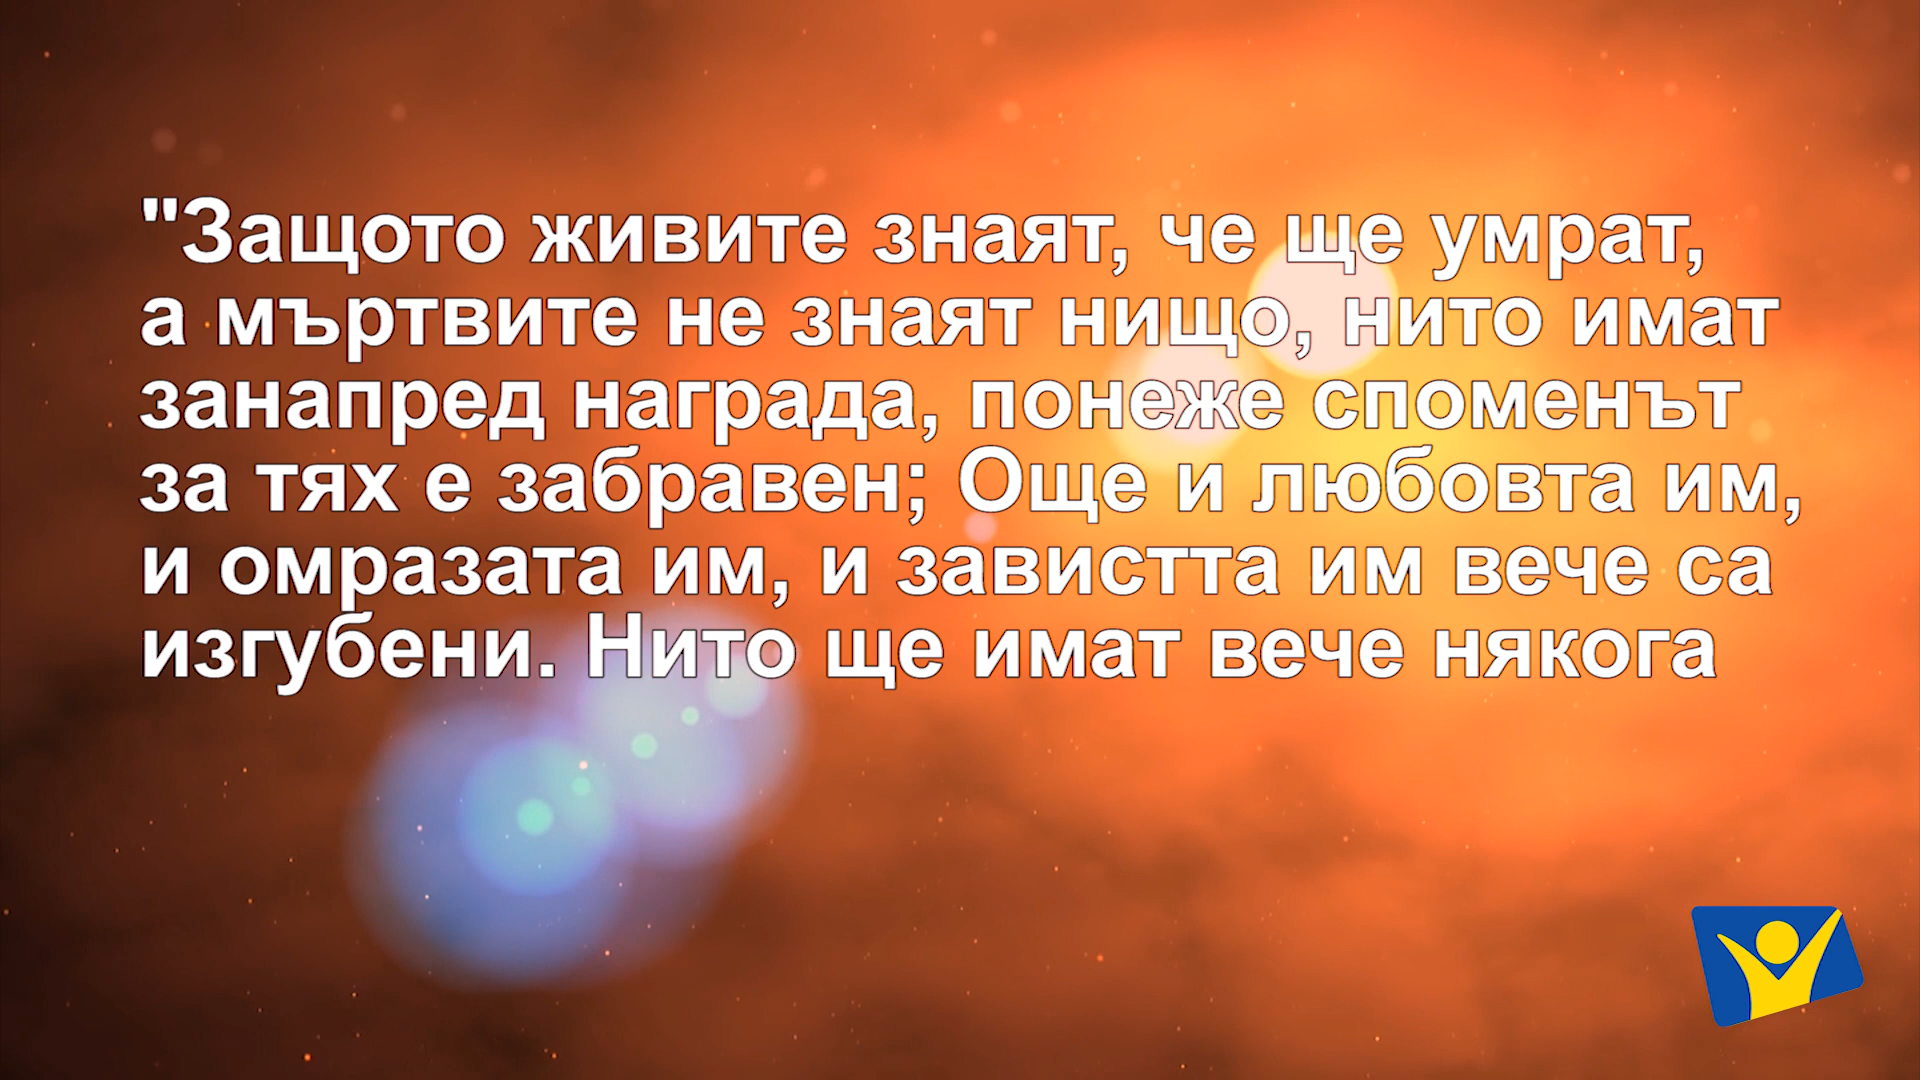 "Защото живите знаят, че ще умрат,
а мъртвите не знаят нищо, нито имат
занапред награда, понеже споменът
за тях е забравен; Още и любовта им,
и омразата им, и завистта им вече са
изгубени. Нито ще имат вече някога